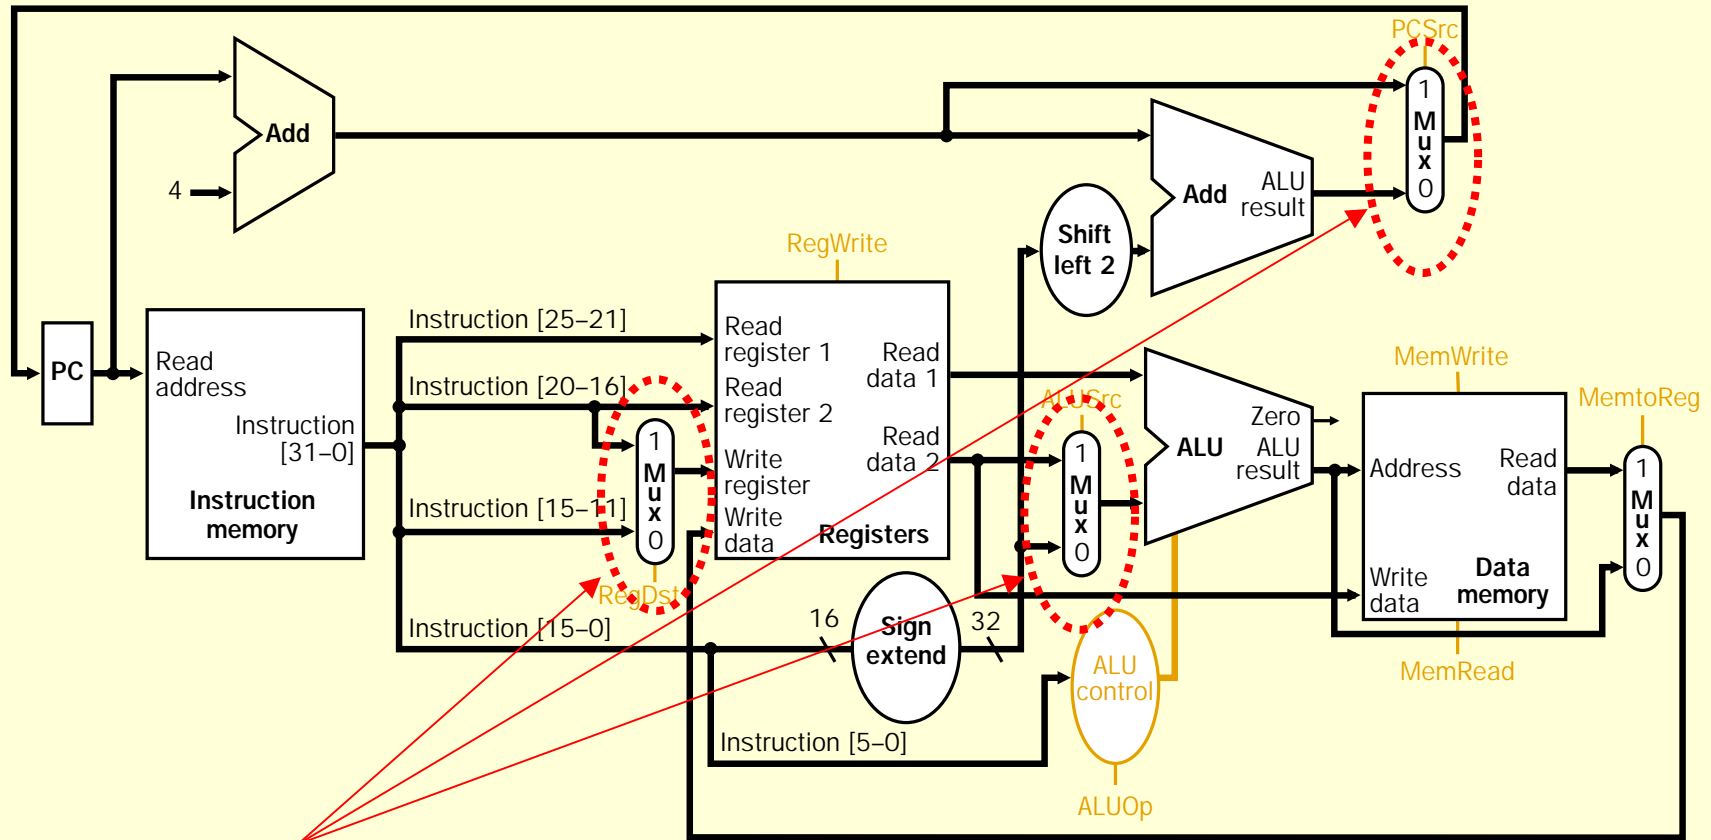 PCSrc
1
M
u
x
0
Add
4
Add
ALU
result
Shift
left 2
RegWrite
Instruction [25–21]
Read
register 1
Read
data 1
PC
Read
address
Instruction [20–16]
Read
register 2
Read
data 2
Instruction
[31–0]
Instruction
memory
1
M
u
x
0
RegDst
Write
register
Instruction [15–11]
Write
data
Registers
ALUSrc
1
M
u
x
0
Zero
ALU
ALU
result
MemWrite
MemtoReg
Address
Read
data
1
M
u
x
0
Write
data
Data
memory
MemRead
Instruction [15–0]
16
Sign
extend
32
ALU
control
Instruction [5–0]
ALUOp